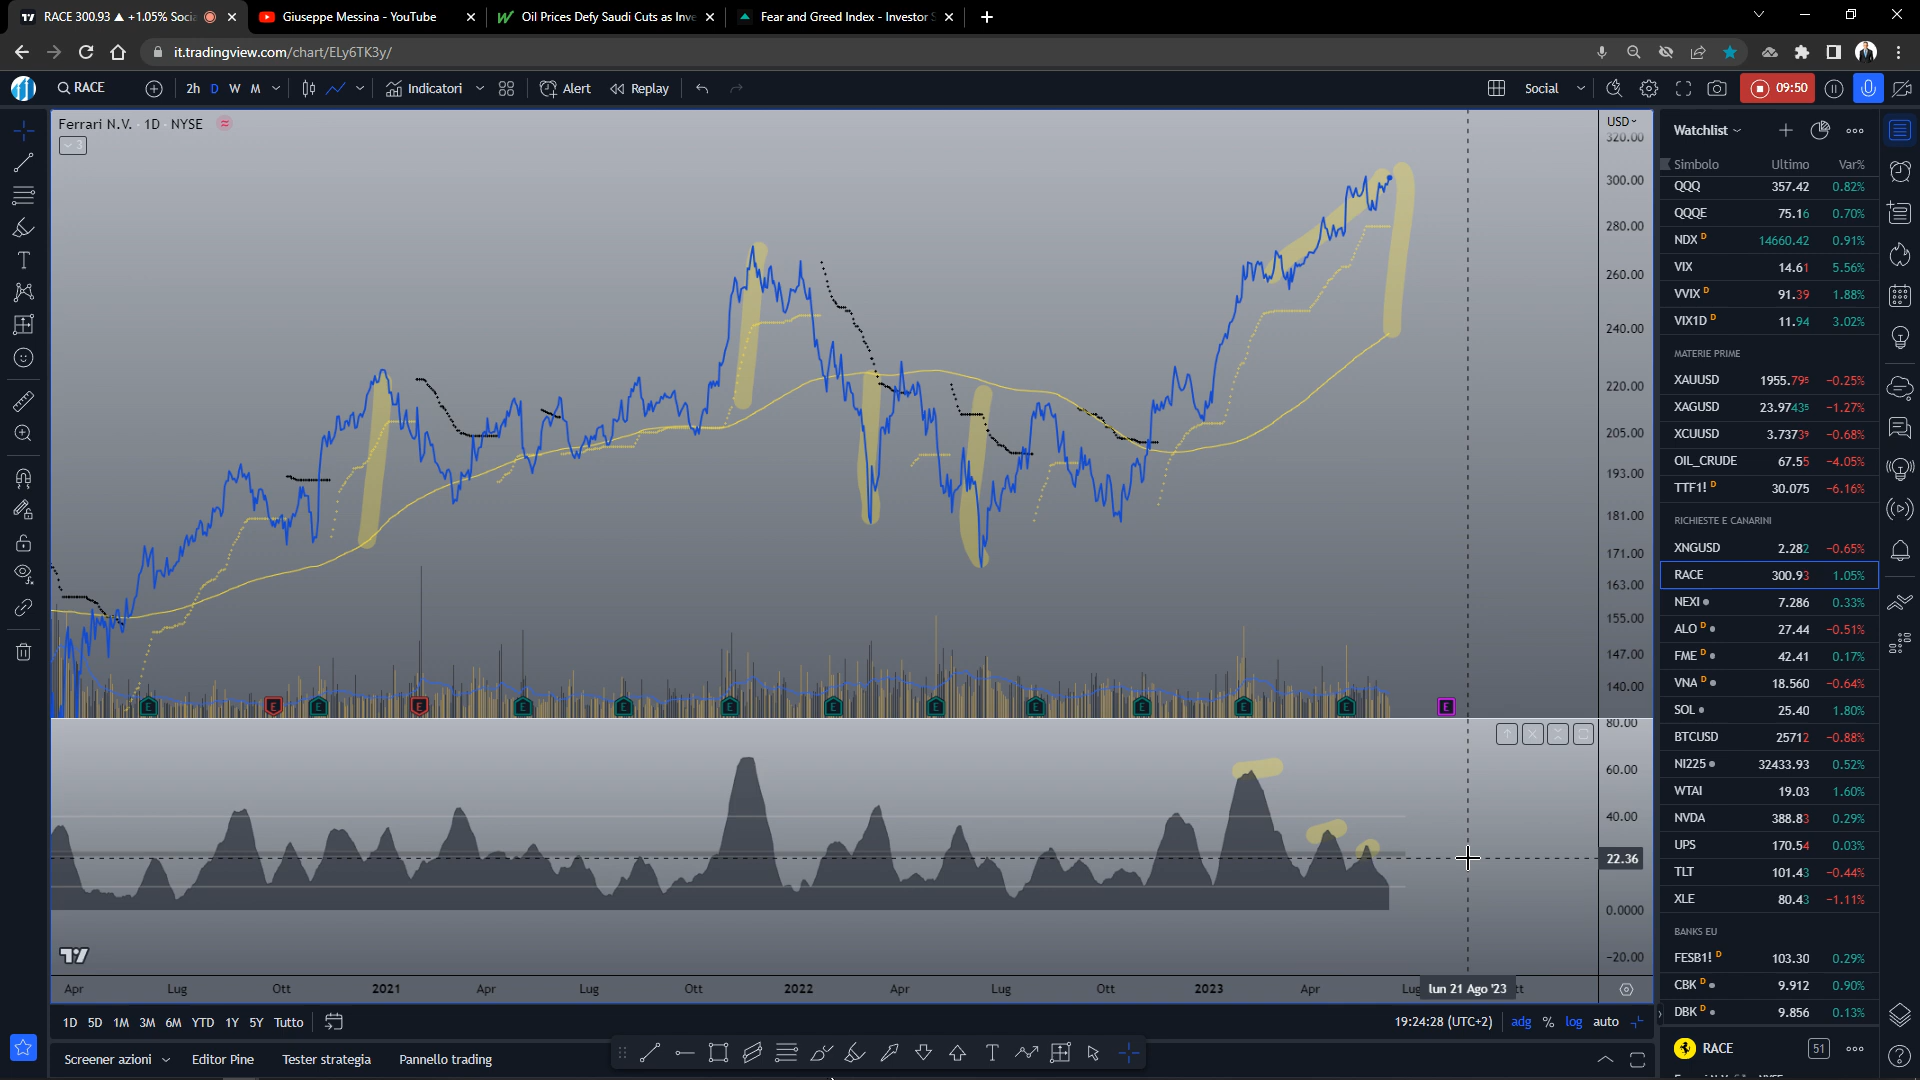 RACE 300.93 ▲ +1.05% Socia
Giuseppe Messina - YouTube
Oil Prices Defy Saudi Cuts as Inve
Fear and Greed Index - Investor S
it.tradingview.com/chart/ELy6TK3y/
RACE
2h D W M
Indicatori
Alert
Replay
Social
09:50
Ferrari N.V. · 1D · NYSE
3
USD
320.00
300.00
280.00
260.00
240.00
220.00
205.00
193.00
181.00
171.00
163.00
155.00
147.00
140.00
E E E E E E E E E E E E E E
80.00
60.00
40.00
22.36
0.0000
-20.00
Apr Lug Ott 2021 Apr Lug Ott 2022 Apr Lug Ott 2023 Apr
lun 21 Ago '23
1D 5D 1M 3M 6M YTD 1Y 5Y Tutto
19:24:28 (UTC+2) adg % log auto
Screener azioni Editor Pine Tester strategia Pannello trading
Watchlist
Simbolo Ultimo Var%
QQQ 357.42 0.82%
QQQE 75.16 0.70%
NDX D 14660.42 0.91%
VIX 14.61 5.56%
VVIX D 91.39 1.88%
VIX1D D 11.94 3.02%
MATERIE PRIME
XAUUSD 1955.795 -0.25%
XAGUSD 23.9743⁵ -1.27%
XCUUSD 3.737³⁹ -0.68%
OIL_CRUDE 67.55 -4.05%
TTF1! D 30.075 -6.16%
RICHIESTE E CANARINI
XNGUSD 2.282 -0.65%
RACE 300.93 1.05%
NEXI 7.286 0.33%
ALO D 27.44 -0.51%
FME D 42.41 0.17%
VNA D 18.560 -0.64%
SOL 25.40 1.80%
BTCUSD 25712 -0.88%
NI225 32433.93 0.52%
WTAI 19.03 1.60%
NVDA 388.83 0.29%
UPS 170.54 0.03%
TLT 101.43 -0.44%
XLE 80.43 -1.11%
BANKS EU
FESB1! D 103.30 0.29%
CBK D 9.912 0.90%
DBK D 9.856 0.13%
RACE 51